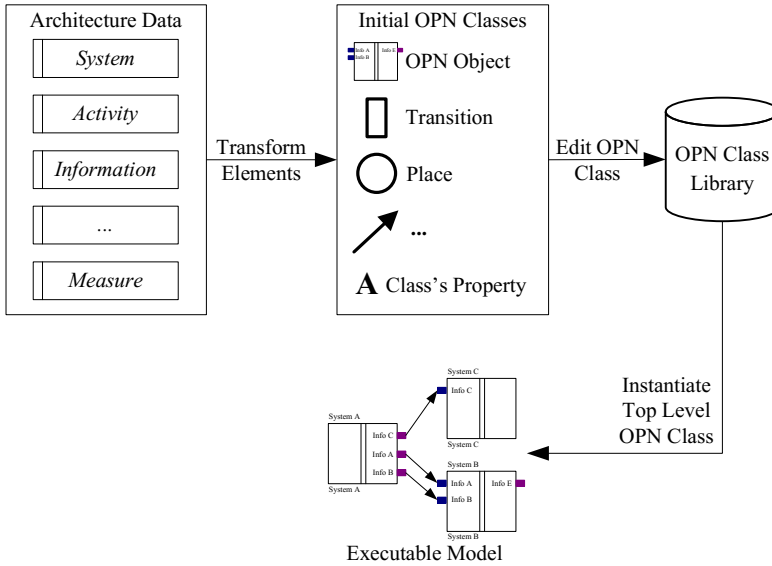 Architecture Data
System
Activity
Information
...
Measure
Transform
Elements
Initial OPN Classes
Info A
Info B
Info E
OPN Object
Transition
Place
...
A Class's Property
Edit OPN
Class
OPN Class
Library
Instantiate
Top Level
OPN Class
System A
Info C
Info A
Info B
System A
System C
Info C
System C
System B
Info A
Info B
Info E
System B
Executable Model